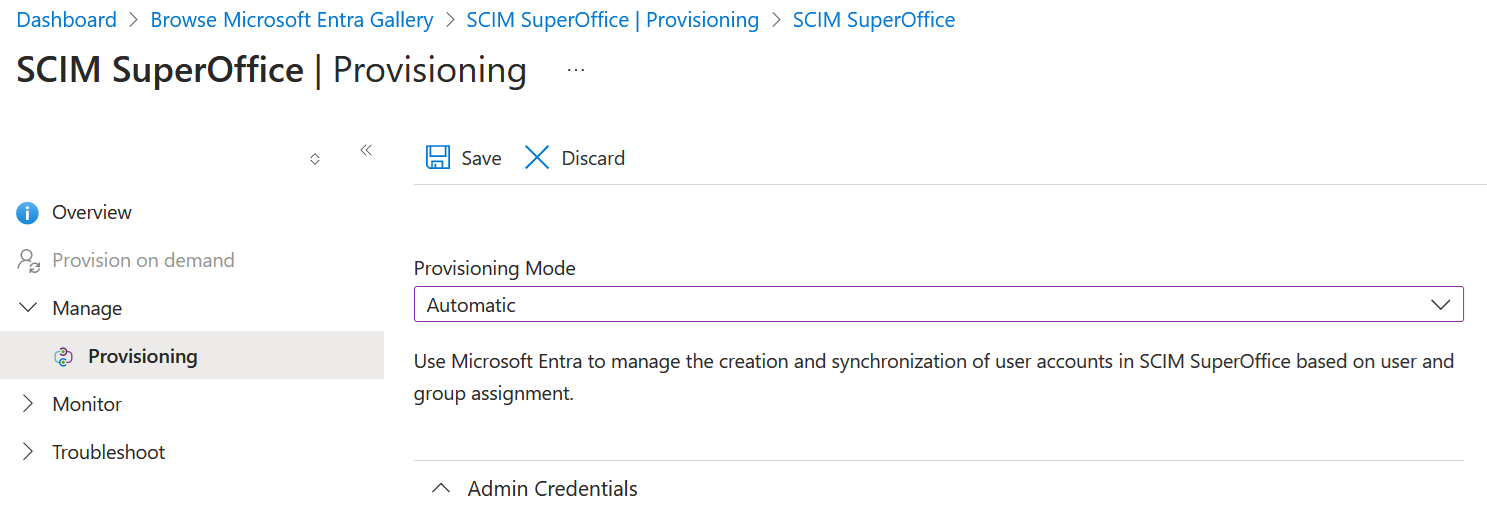 Dashboard > Browse Microsoft Entra Gallery > SCIM SuperOffice | Provisioning > SCIM SuperOffice
SCIM SuperOffice | Provisioning ...
Save Discard
Overview
Provision on demand
Manage
Provisioning
Monitor
Troubleshoot
Provisioning Mode
Automatic
Use Microsoft Entra to manage the creation and synchronization of user accounts in SCIM SuperOffice based on user and
group assignment.
Admin Credentials